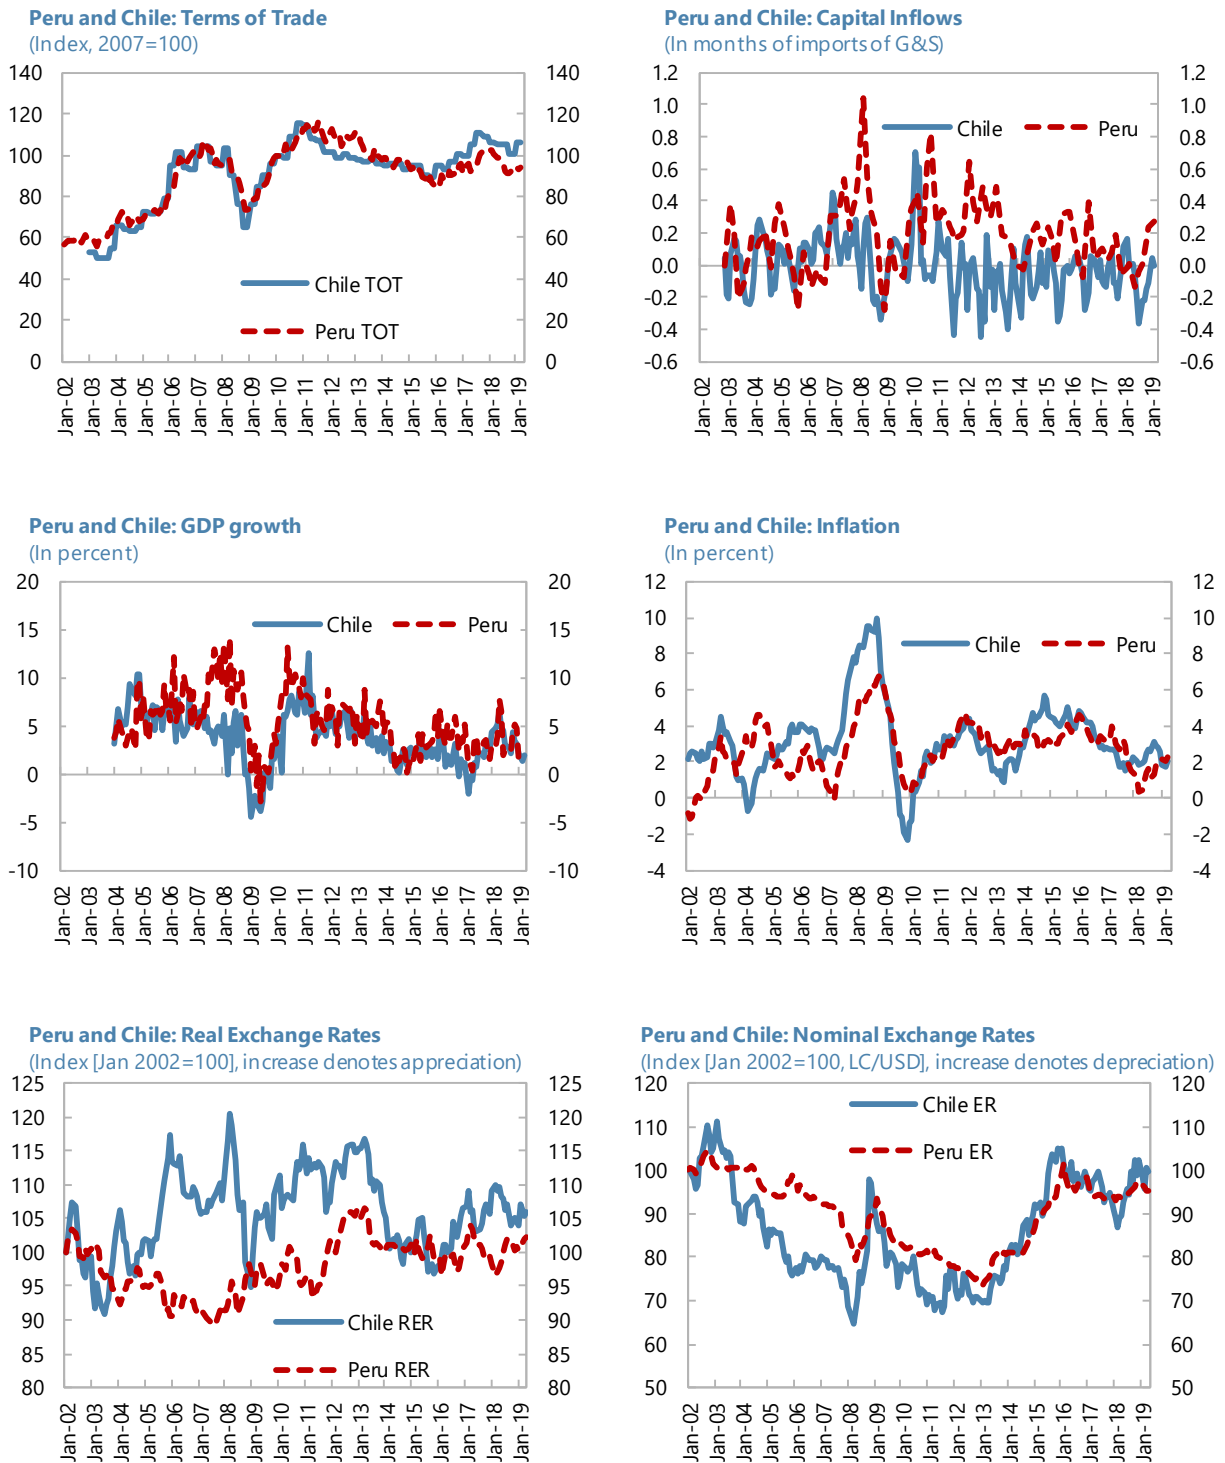 Peru and Chile: Terms of Trade
(Index, 2007=100)
140
120
100
80
60
40
20
0
140
120
100
80
60
40
20
0
Chile TOT
Peru TOT
Jan-02
Jan-03
Jan-04
Jan-05
Jan-06
Jan-07
Jan-08
Jan-09
Jan-10
Jan-11
Jan-12
Jan-13
Jan-14
Jan-15
Jan-16
Jan-17
Jan-18
Jan-19
Peru and Chile: Capital Inflows
(In months of imports of G&S)
1.2
1.0
0.8
0.6
0.4
0.2
0.0
-0.2
-0.4
-0.6
1.2
1.0
0.8
0.6
0.4
0.2
0.0
-0.2
-0.4
-0.6
Chile
Peru
Jan-02
Jan-03
Jan-04
Jan-05
Jan-06
Jan-07
Jan-08
Jan-09
Jan-10
Jan-11
Jan-12
Jan-13
Jan-14
Jan-15
Jan-16
Jan-17
Jan-18
Jan-19
Peru and Chile: GDP growth
(In percent)
20
15
10
5
0
-5
-10
20
15
10
5
0
-5
-10
Chile
Peru
Jan-02
Jan-03
Jan-04
Jan-05
Jan-06
Jan-07
Jan-08
Jan-09
Jan-10
Jan-11
Jan-12
Jan-13
Jan-14
Jan-15
Jan-16
Jan-17
Jan-18
Jan-19
Peru and Chile: Inflation
(In percent)
12
10
8
6
4
2
0
-2
-4
12
10
8
6
4
2
0
-2
-4
Chile
Peru
Jan-02
Jan-03
Jan-04
Jan-05
Jan-06
Jan-07
Jan-08
Jan-09
Jan-10
Jan-11
Jan-12
Jan-13
Jan-14
Jan-15
Jan-16
Jan-17
Jan-18
Jan-19
Peru and Chile: Real Exchange Rates
(Index [Jan 2002=100], increase denotes appreciation)
125
120
115
110
105
100
95
90
85
80
125
120
115
110
105
100
95
90
85
80
Chile RER
Peru RER
Jan-02
Jan-03
Jan-04
Jan-05
Jan-06
Jan-07
Jan-08
Jan-09
Jan-10
Jan-11
Jan-12
Jan-13
Jan-14
Jan-15
Jan-16
Jan-17
Jan-18
Jan-19
Peru and Chile: Nominal Exchange Rates
(Index [Jan 2002=100, LC/USD], increase denotes depreciation)
120
110
100
90
80
70
60
50
120
110
100
90
80
70
60
50
Chile ER
Peru ER
Jan-02
Jan-03
Jan-04
Jan-05
Jan-06
Jan-07
Jan-08
Jan-09
Jan-10
Jan-11
Jan-12
Jan-13
Jan-14
Jan-15
Jan-16
Jan-17
Jan-18
Jan-19